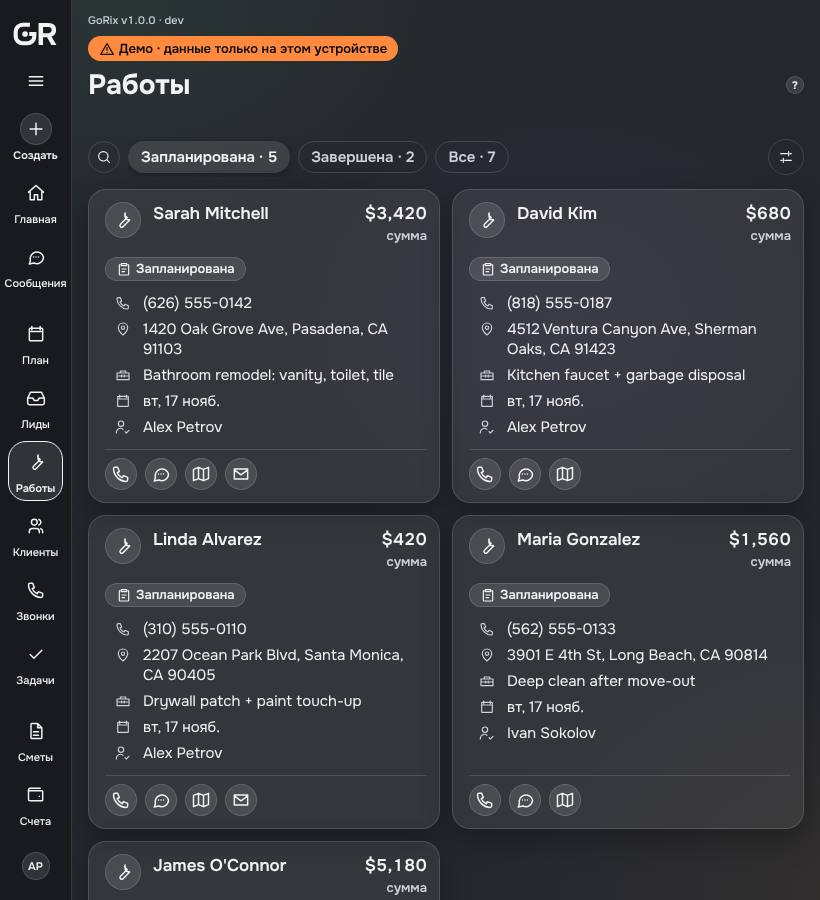 GR
GoRix v1.0.0 · dev
Демо · данные только на этом устройстве
Работы
?
Создать
Главная
Сообщения
План
Лиды
Работы
Клиенты
Звонки
Задачи
Сметы
Счета
AP
Запланирована · 5
Завершена · 2
Все · 7
Sarah Mitchell
$3,420
сумма
Запланирована
(626) 555-0142
1420 Oak Grove Ave, Pasadena, CA
91103
Bathroom remodel: vanity, toilet, tile
вт, 17 нояб.
Alex Petrov
David Kim
$680
сумма
Запланирована
(818) 555-0187
4512 Ventura Canyon Ave, Sherman
Oaks, CA 91423
Kitchen faucet + garbage disposal
вт, 17 нояб.
Alex Petrov
Linda Alvarez
$420
сумма
Запланирована
(310) 555-0110
2207 Ocean Park Blvd, Santa Monica,
CA 90405
Drywall patch + paint touch-up
вт, 17 нояб.
Alex Petrov
Maria Gonzalez
$1,560
сумма
Запланирована
(562) 555-0133
3901 E 4th St, Long Beach, CA 90814
Deep clean after move-out
вт, 17 нояб.
Ivan Sokolov
James O'Connor
$5,180
сумма